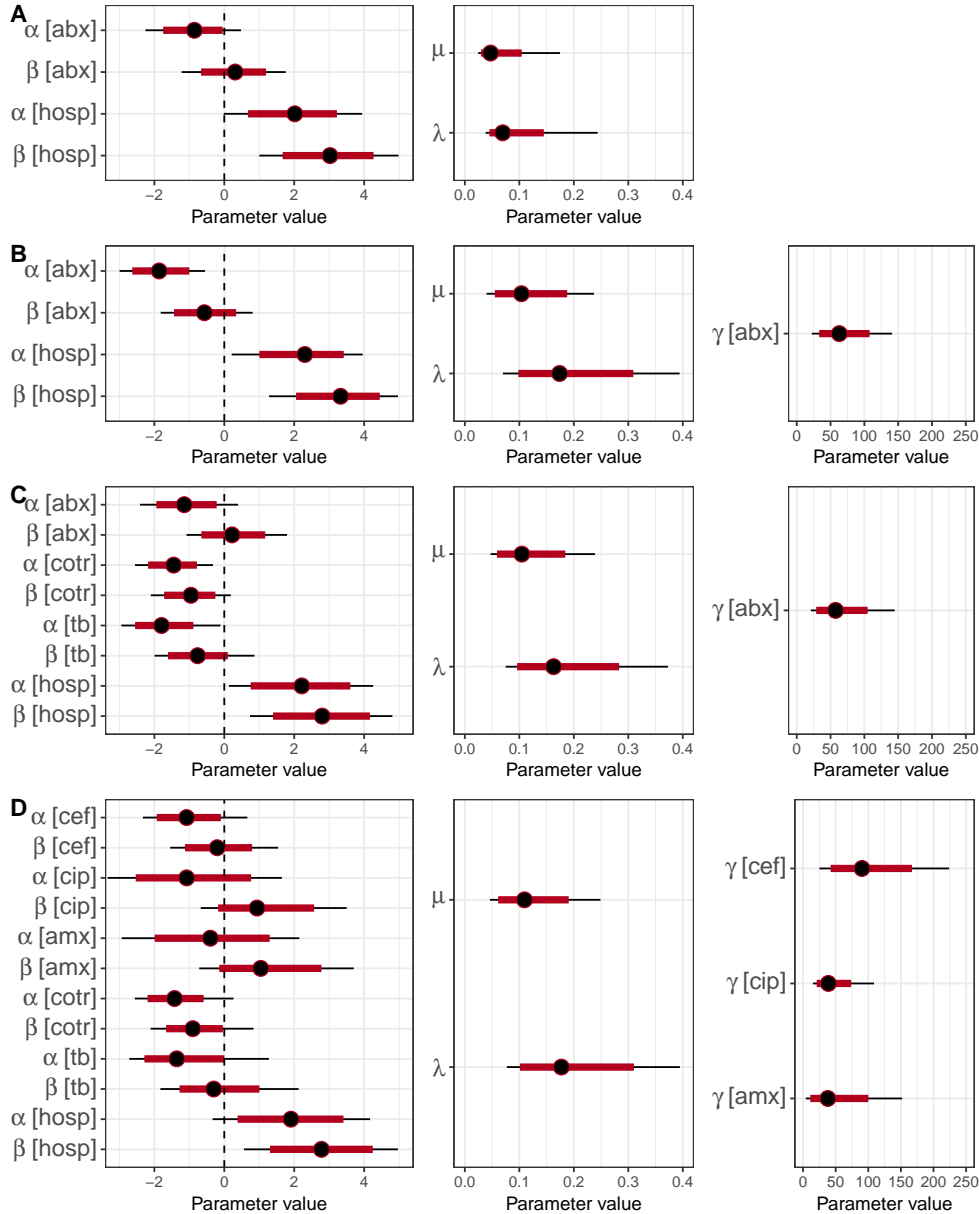 A
α [abx]
β [abx]
α [hosp]
β [hosp]
−2 0 2 4
Parameter value
μ
λ
0.0 0.1 0.2 0.3 0.4
Parameter value
B
α [abx]
β [abx]
α [hosp]
β [hosp]
−2 0 2 4
Parameter value
μ
λ
0.0 0.1 0.2 0.3 0.4
Parameter value
γ [abx]
0 50 100 150 200 250
Parameter value
C
α [abx]
β [abx]
α [cotr]
β [cotr]
α [tb]
β [tb]
α [hosp]
β [hosp]
−2 0 2 4
Parameter value
μ
λ
0.0 0.1 0.2 0.3 0.4
Parameter value
γ [abx]
0 50 100 150 200 250
Parameter value
D
α [cef]
β [cef]
α [cip]
β [cip]
α [amx]
β [amx]
α [cotr]
β [cotr]
α [tb]
β [tb]
α [hosp]
β [hosp]
−2 0 2 4
Parameter value
μ
λ
0.0 0.1 0.2 0.3 0.4
Parameter value
γ [cef]
γ [cip]
γ [amx]
0 50 100 150 200 250
Parameter value